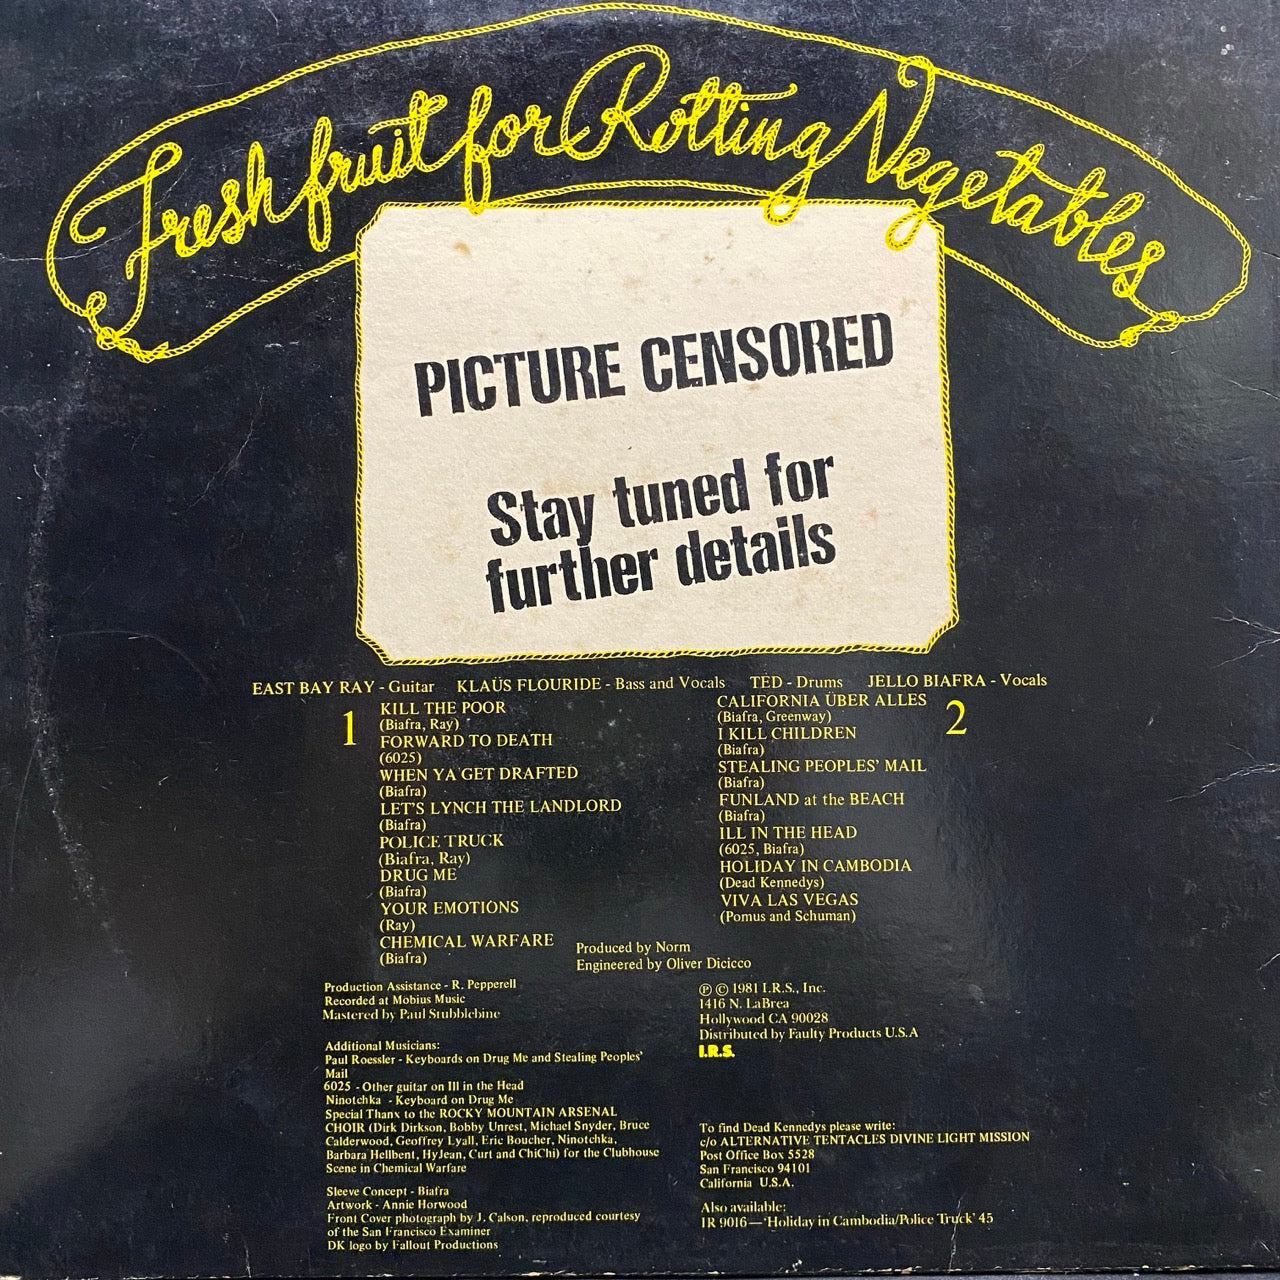 Fresh fruit for Rotting Vegetables
PICTURE CENSORED
Stay tuned for
further details
EAST BAY RAY - Guitar KLAÜS FLOURIDE - Bass and Vocals TED - Drums JELLO BIAFRA - Vocals
1
KILL THE POOR
(Biafra, Ray)
FORWARD TO DEATH
(6025)
WHEN YA GET DRAFTED
(Biafra)
LET'S LYNCH THE LANDLORD
(Biafra)
POLICE TRUCK
(Biafra, Ray)
DRUG ME
(Biafra)
YOUR EMOTIONS
(Ray)
CHEMICAL WARFARE
(Biafra)
2
CALIFORNIA ÜBER ALLES
(Biafra, Greenway)
I KILL CHILDREN
(Biafra)
STEALING PEOPLES' MAIL
(Biafra)
FUNLAND at the BEACH
(Biafra)
ILL IN THE HEAD
(6025, Biafra)
HOLIDAY IN CAMBODIA
(Dead Kennedys)
VIVA LAS VEGAS
(Pomus and Schuman)
Produced by Norm
Engineered by Oliver Dicicco
Production Assistance - R. Pepperell
Recorded at Mobius Music
Mastered by Paul Stubblebine
Additional Musicians:
Paul Roessler - Keyboards on Drug Me and Stealing Peoples'
Mail
6025 - Other guitar on Ill in the Head
Ninotchka - Keyboard on Drug Me
Special Thanx to the ROCKY MOUNTAIN ARSENAL
CHOIR (Dirk Dirkson, Bobby Unrest, Michael Snyder, Bruce
Calderwood, Geoffrey Lyall, Eric Boucher, Ninotchka,
Barbara Hellbent, HyJean, Curt and ChiChi) for the Clubhouse
Scene in Chemical Warfare
Sleeve Concept - Biafra
Artwork - Annie Horwood
Front Cover photograph by J. Calson, reproduced courtesy
of the San Francisco Examiner
DK logo by Fallout Productions
℗ © 1981 I.R.S., Inc.
1416 N. LaBrea
Hollywood CA 90028
Distributed by Faulty Products U.S.A
I.R.S.
To find Dead Kennedys please write:
c/o ALTERNATIVE TENTACLES DIVINE LIGHT MISSION
Post Office Box 5528
San Francisco 94101
California U.S.A.
Also available:
IR 9016—'Holiday in Cambodia/Police Truck' 45